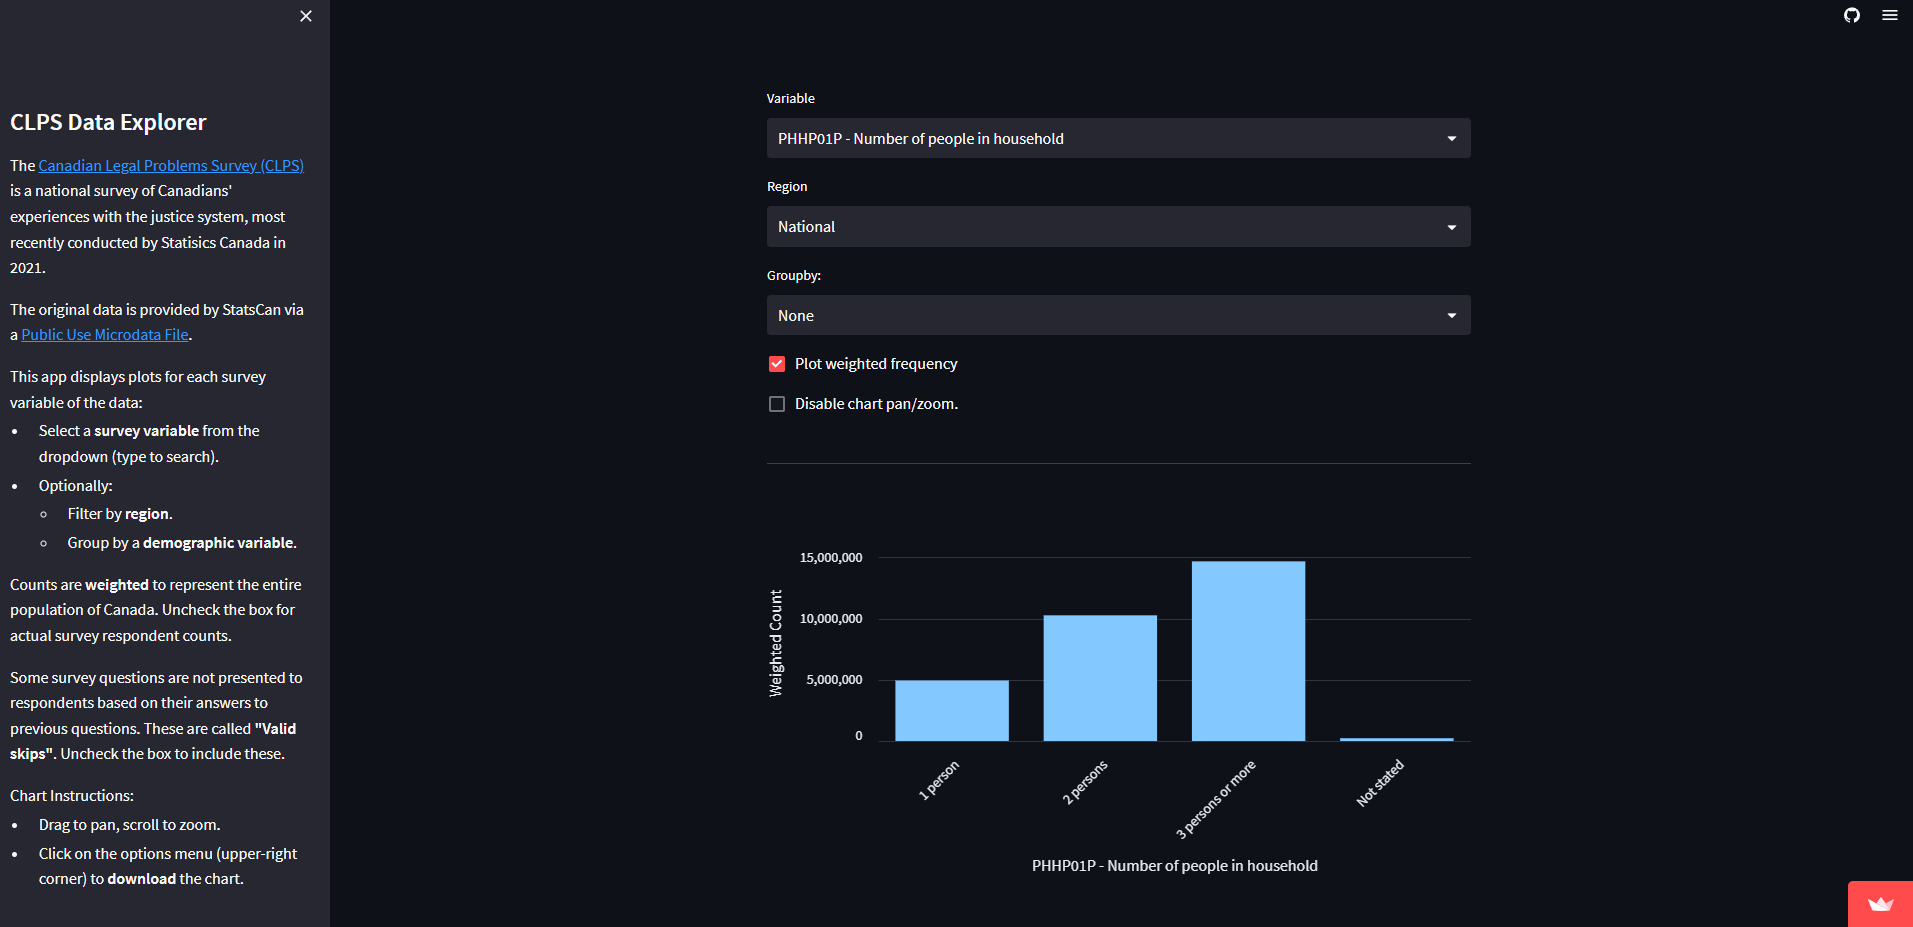 CLPS Data Explorer
The Canadian Legal Problems Survey (CLPS)
is a national survey of Canadians'
experiences with the justice system, most
recently conducted by Statisics Canada in
2021.
The original data is provided by StatsCan via
a Public Use Microdata File.
This app displays plots for each survey
variable of the data:
• Select a survey variable from the
dropdown (type to search).
• Optionally:
◦ Filter by region.
◦ Group by a demographic variable.
Counts are weighted to represent the entire
population of Canada. Uncheck the box for
actual survey respondent counts.
Some survey questions are not presented to
respondents based on their answers to
previous questions. These are called "Valid
skips". Uncheck the box to include these.
Chart Instructions:
• Drag to pan, scroll to zoom.
• Click on the options menu (upper-right
corner) to download the chart.
Variable
PHHP01P - Number of people in household
Region
National
Groupby:
None
Plot weighted frequency
Disable chart pan/zoom.
Weighted Count
15,000,000
10,000,000
5,000,000
0
1 person
2 persons
3 persons or more
Not stated
PHHP01P - Number of people in household